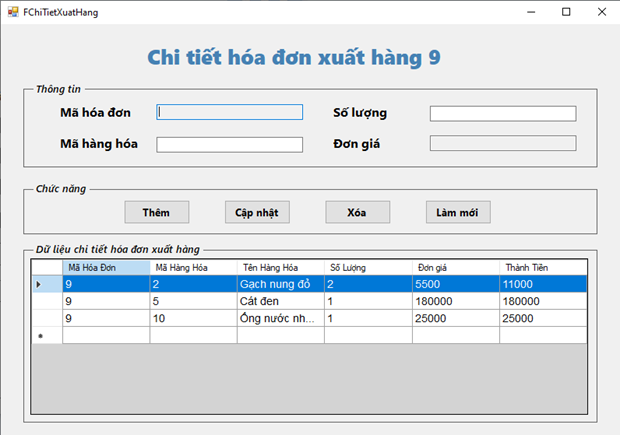 FChiTietXuatHang
Chi tiết hóa đơn xuất hàng 9
Thông tin
Mã hóa đơn
Số lượng
Mã hàng hóa
Đơn giá
Chức năng
Thêm Cập nhật Xóa Làm mới
Dữ liệu chi tiết hóa đơn xuất hàng
Mã Hóa Đơn Mã Hàng Hóa Tên Hàng Hóa Số Lượng Đơn giá Thành Tiên
9 2 Gạch nung đỏ 2 5500 11000
9 5 Cát đen 1 180000 180000
9 10 Ống nước nh... 1 25000 25000